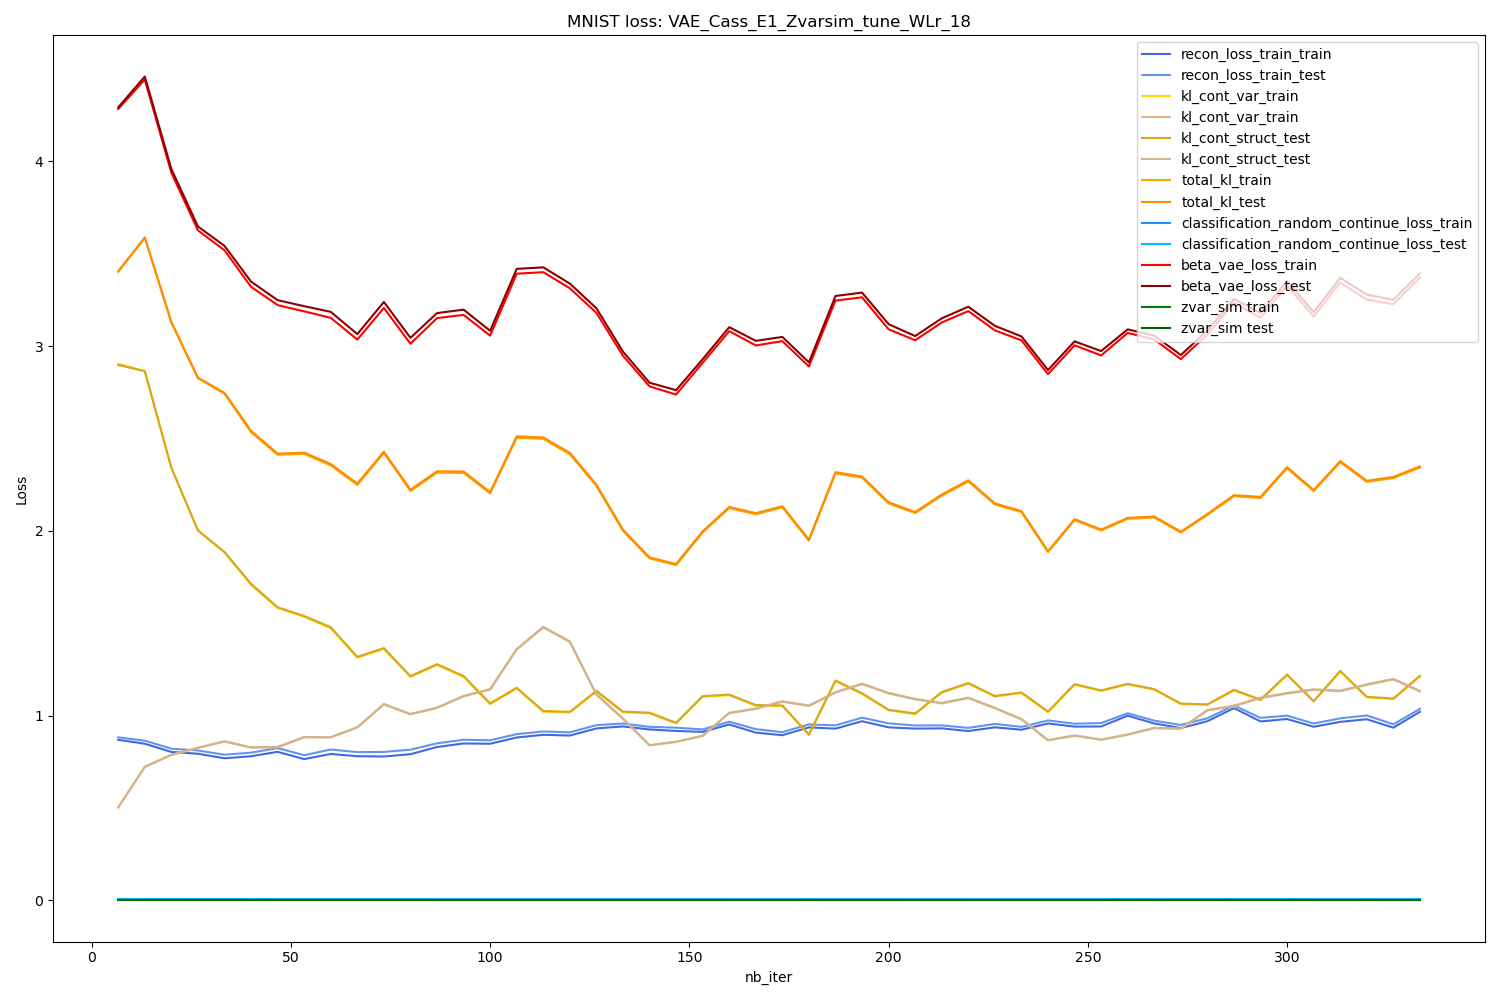 MNIST loss: VAE_Cass_E1_Zvarsim_tune_WLr_18
recon_loss_train_train
recon_loss_train_test
kl_cont_var_train
kl_cont_var_train
kl_cont_struct_test
kl_cont_struct_test
total_kl_train
total_kl_test
classification_random_continue_loss_train
classification_random_continue_loss_test
beta_vae_loss_train
beta_vae_loss_test
zvar_sim train
zvar_sim test
Loss
4
3
2
1
0
0 50 100 150 200 250 300
nb_iter